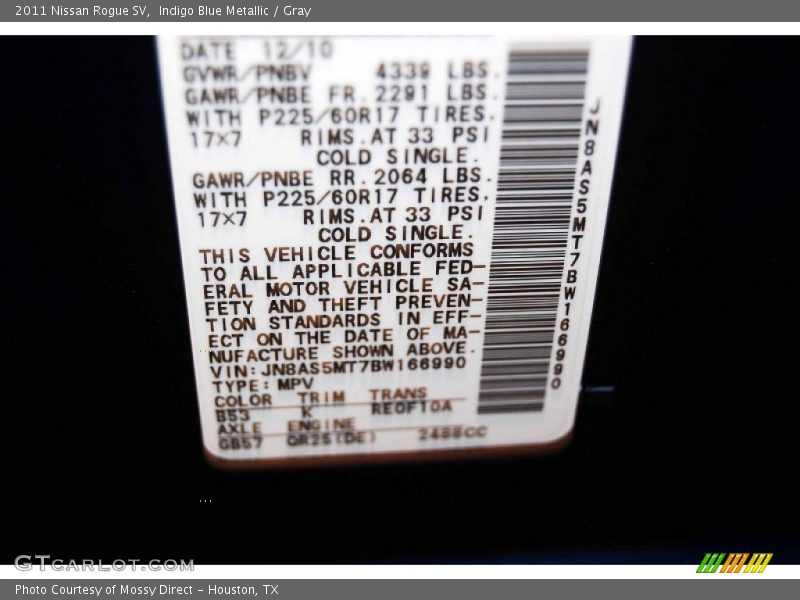 2011 Nissan Rogue SV, Indigo Blue Metallic / Gray
DATE 12/10
GVWR/PNBV 4339 LBS.
GAWR/PNBE FR. 2291 LBS.
WITH P225/60R17 TIRES.
17×7 RIMS. AT 33 PSI
COLD SINGLE.
GAWR/PNBE RR. 2064 LBS.
WITH P225/60R17 TIRES.
17×7 RIMS. AT 33 PSI
COLD SINGLE.
THIS VEHICLE CONFORMS
TO ALL APPLICABLE FED-
ERAL MOTOR VEHICLE SA-
FETY AND THEFT PREVEN-
TION STANDARDS IN EFF-
ECT ON THE DATE OF MA-
NUFACTURE SHOWN ABOVE.
VIN: JN8AS5MT7BW166990
TYPE: MPV
COLOR TRIM TRANS
B53 K RE0F10A
AXLE ENGINE
GB57 QR25(DE) 2488CC
JN8AS5MT7BW166990
...
GTCARLOT.COM
Photo Courtesy of Mossy Direct – Houston, TX